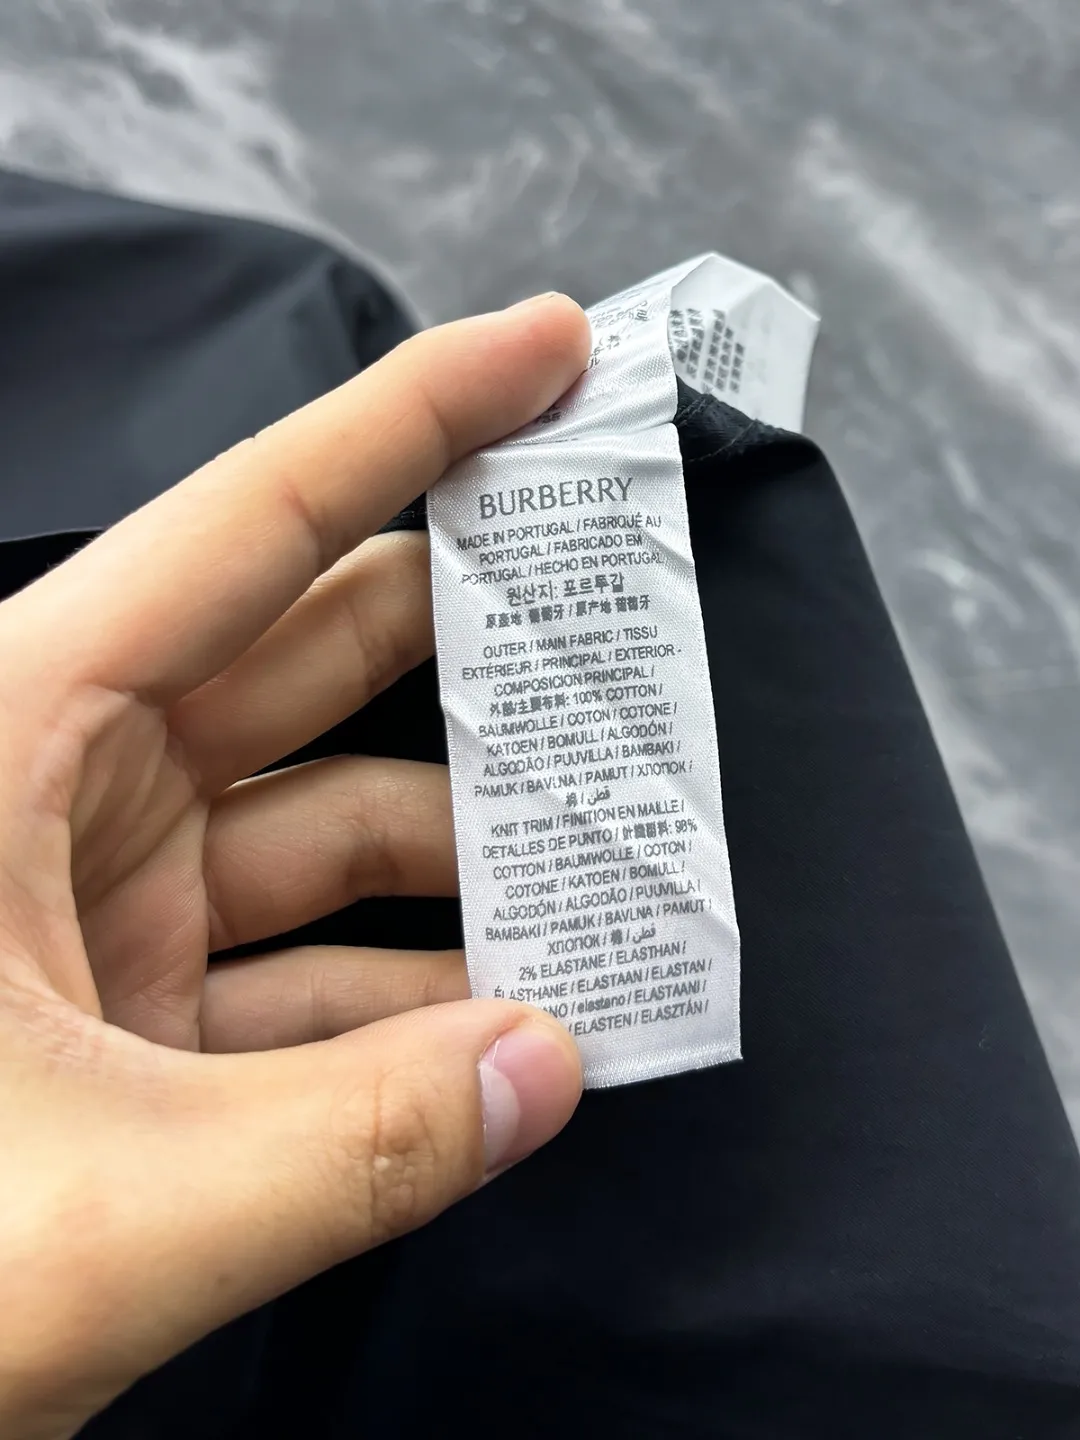 BURBERRY
MADE IN PORTUGAL / FABRIQUÉ AU
PORTUGAL / FABRICADO EM
PORTUGAL / HECHO EN PORTUGAL
원산지: 포르투갈
原產地 葡萄牙 / 原产地 葡萄牙
OUTER / MAIN FABRIC / TISSU
EXTÉRIEUR / PRINCIPAL / EXTERIOR -
COMPOSICION PRINCIPAL /
外部/主要布料: 100% COTTON /
BAUMWOLLE / COTON / COTONE /
KATOEN / BOMULL / ALGODÓN /
ALGODÃO / PUUVILLA / BAMBAKI /
PAMUK / BAVLNA / PAMUT / ХЛОПОК /
棉 / قطن /
KNIT TRIM / FINITION EN MAILLE /
DETALLES DE PUNTO / 針織副料: 98%
COTTON / BAUMWOLLE / COTON /
COTONE / KATOEN / BOMULL /
ALGODÓN / ALGODÃO / PUUVILLA /
BAMBAKI / PAMUK / BAVLNA / PAMUT /
ХЛОПОК / 棉 / قطن /
2% ELASTANE / ELASTHAN /
ÉLASTHANE / ELASTAAN / ELASTAN /
/ elastano / ELASTAANI /
/ ELASTEN / ELASZTÁN /